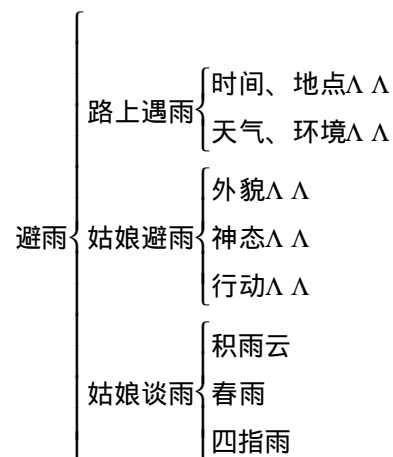 路上遇雨
时间、地点Λ Λ
天气、环境Λ Λ
避雨
姑娘避雨
外貌Λ Λ
神态Λ Λ
行动Λ Λ
姑娘谈雨
积雨云
春雨
四指雨